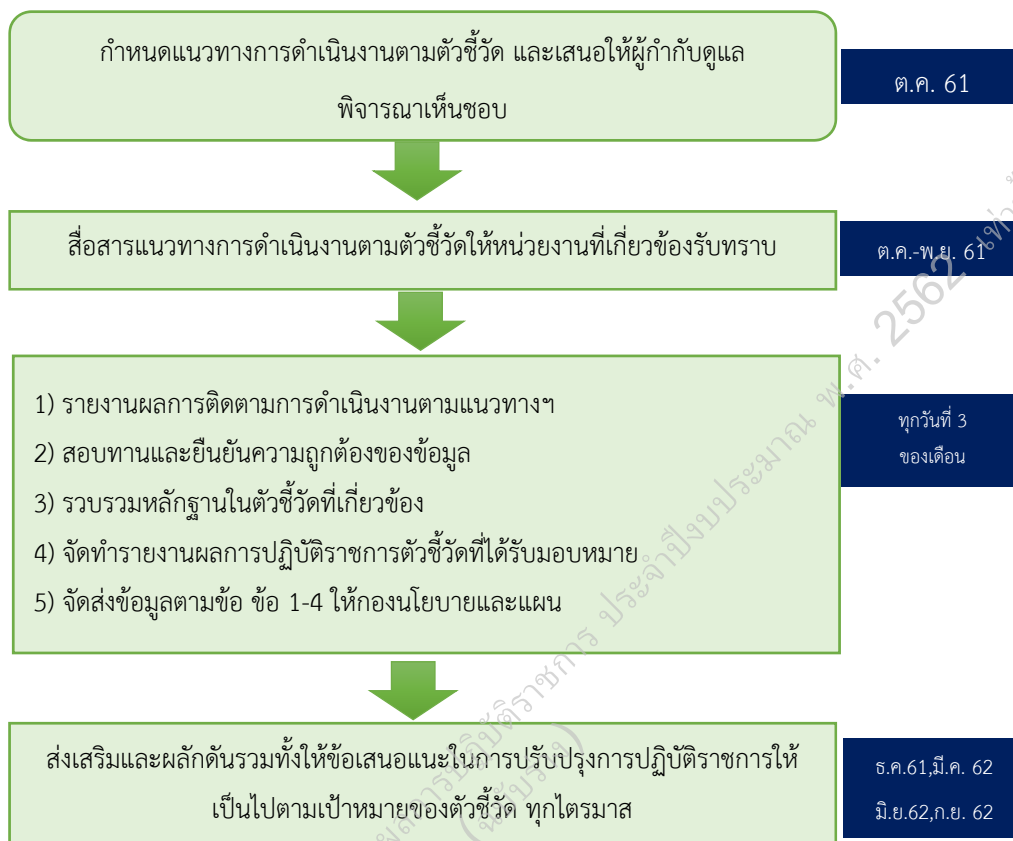 กำหนดแนวทางการดำเนินงานตามตัวชี้วัด และเสนอให้ผู้กำกับดูแล
พิจารณาเห็นชอบ
ต.ค. 61
สื่อสารแนวทางการดำเนินงานตามตัวชี้วัดให้หน่วยงานที่เกี่ยวข้องรับทราบ
ต.ค.-พ.ย. 61
1) รายงานผลการติดตามการดำเนินงานตามแนวทางฯ
2) สอบทานและยืนยันความถูกต้องของข้อมูล
3) รวบรวมหลักฐานในตัวชี้วัดที่เกี่ยวข้อง
4) จัดทำรายงานผลการปฏิบัติราชการตัวชี้วัดที่ได้รับมอบหมาย
5) จัดส่งข้อมูลตามข้อ ข้อ 1-4 ให้กองนโยบายและแผน
ทุกวันที่ 3
ของเดือน
ส่งเสริมและผลักดันรวมทั้งให้ข้อเสนอแนะในการปรับปรุงการปฏิบัติราชการให้
เป็นไปตามเป้าหมายของตัวชี้วัด ทุกไตรมาส
ธ.ค.61,มี.ค. 62
มิ.ย.62,ก.ย. 62
ประจำปีงบประมาณ พ.ศ. 2562